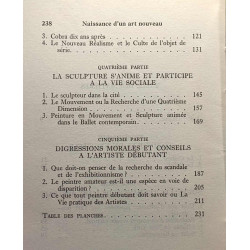 238 Naissance d'un art nouveau
3. Cobra dix ans après 121
4. Le Nouveau Réalisme et le Culte de l'objet de
série. 131
QUATRIÈME PARTIE
LA SCULPTURE S'ANIME ET PARTICIPE
A LA VIE SOCIALE
1. Le sculpteur dans la cité 145
2. Le Mouvement ou la Recherche d'une Quatrième
Dimension 157
3. Peinture en Mouvement et Sculpture animée
dans le Ballet contemporain. 169
CINQUIÈME PARTIE
DIGRESSIONS MORALES ET CONSEILS
A L'ARTISTE DÉBUTANT
1. Que doit-on penser de la recherche du scandale
et de l'exhibitionnisme? 187
2. Le peintre amateur est-il une espèce en voie de
disparition? 205
3. Ce que tout peintre débutant doit savoir ou La
Vie pratique des Artistes 211
TABLE DES PLANCHES 231